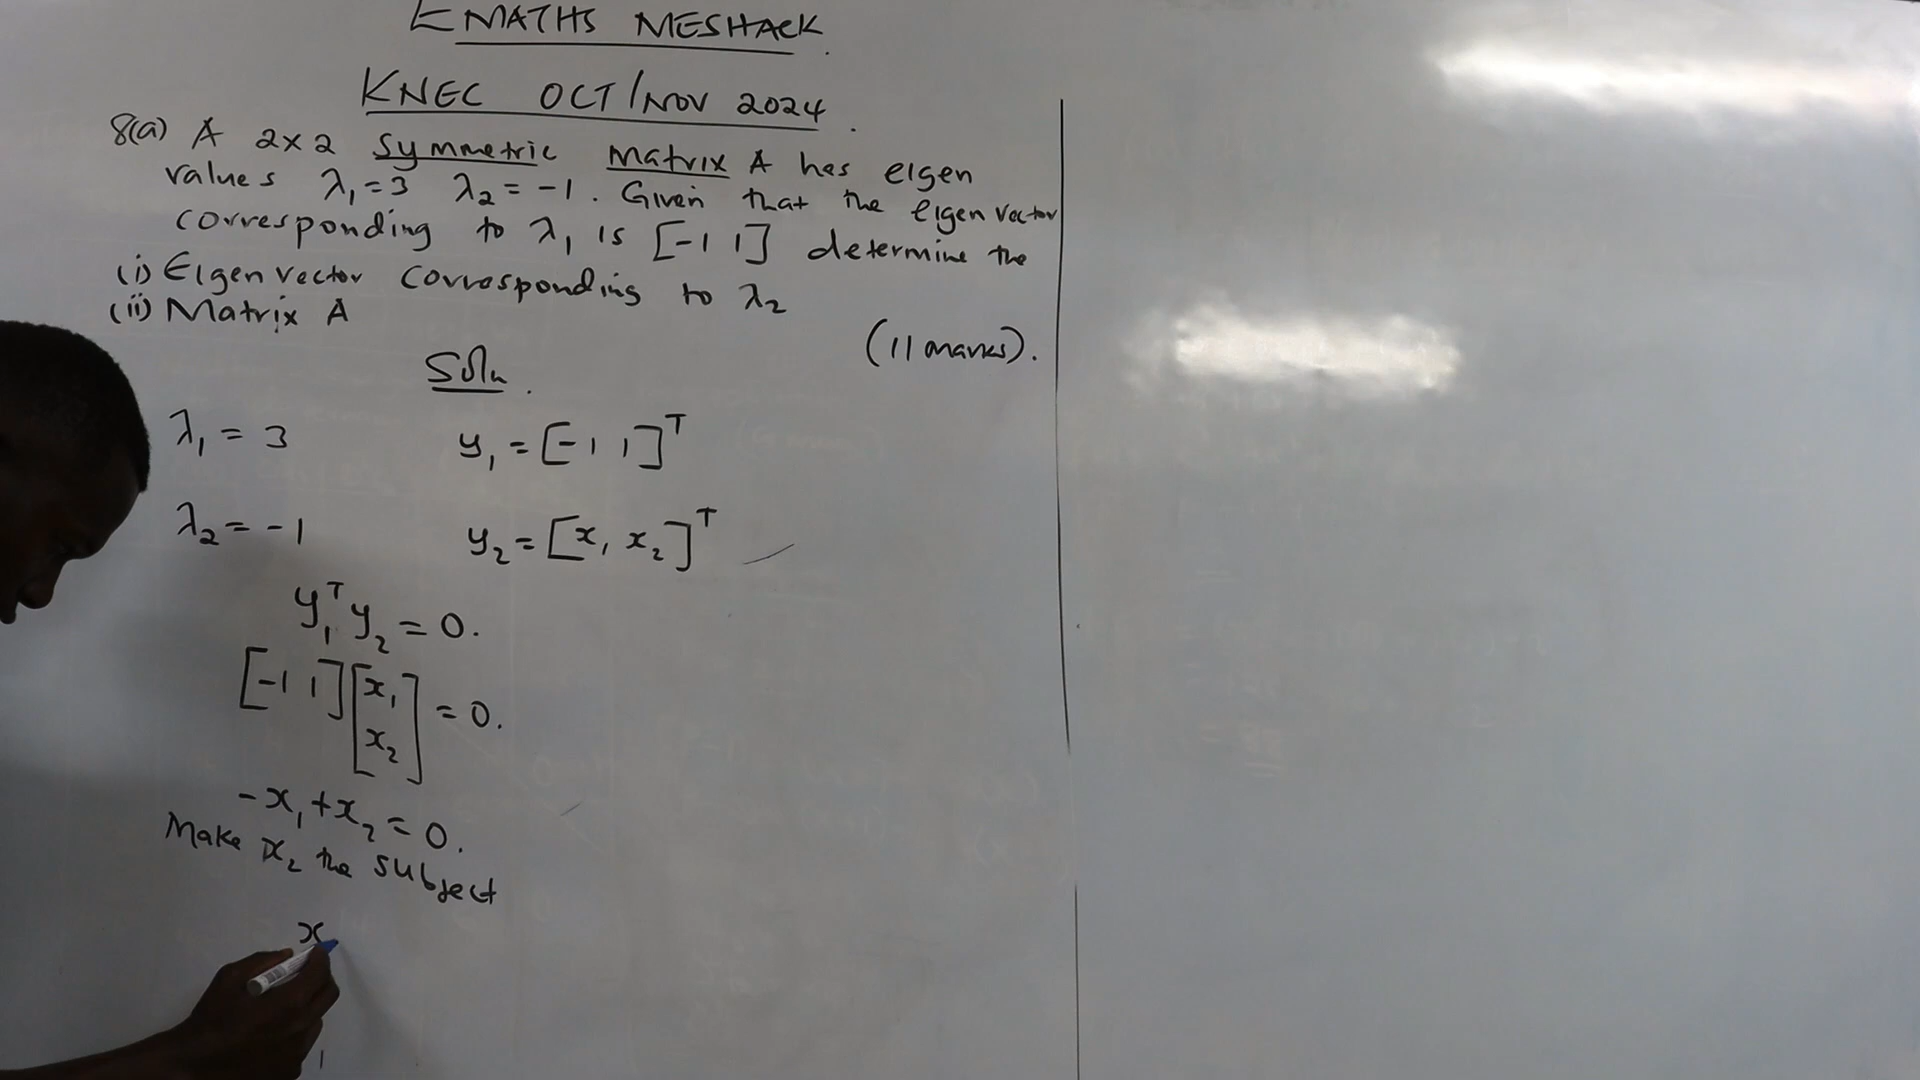 EMATHS MESHACK.
KNEC OCT/NOV 2024.
8(a) A 2x2 Symmetric Matrix A has eigen
values λ₁=3 λ₂=-1. Given that the eigen vector
corresponding to λ₁ is [-1 1] determine the
(i) Eigen vector corresponding to λ₂
(ii) Matrix A
(11 marks).
Soln.
λ₁ = 3 y₁ = [-1 1]ᵀ
λ₂ = -1 y₂ = [x₁ x₂]ᵀ
y₁ᵀ y₂ = 0.
[-1 1] [x₁ x₂] = 0.
-x₁ + x₂ = 0.
Make x₂ the subject
x